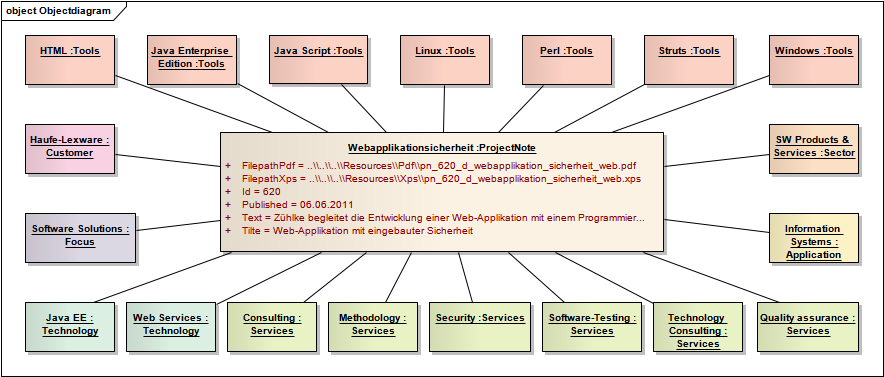 object Objectdiagram
HTML :Tools
Java Enterprise
Edition :Tools
Java Script :Tools
Linux :Tools
Perl :Tools
Struts :Tools
Windows :Tools
Haufe-Lexware :
Customer
Webapplikationsicherheit :ProjectNote
+ FilepathPdf = ..\\..\\..\\Resources\\Pdf\\pn_620_d_webapplikation_sicherheit_web.pdf
+ FilepathXps = ..\\..\\..\\Resources\\Xps\\pn_620_d_webapplikation_sicherheit_web.xps
+ Id = 620
+ Published = 06.06.2011
+ Text = Zühlke begleitet die Entwicklung einer Web-Applikation mit einem Programmier...
+ Tilte = Web-Applikation mit eingebauter Sicherheit
SW Products &
Services :Sector
Software Solutions :
Focus
Information
Systems :
Application
Java EE :
Technology
Web Services :
Technology
Consulting :
Services
Methodology :
Services
Security :Services
Software-Testing :
Services
Technology
Consulting :
Services
Quality assurance :
Services